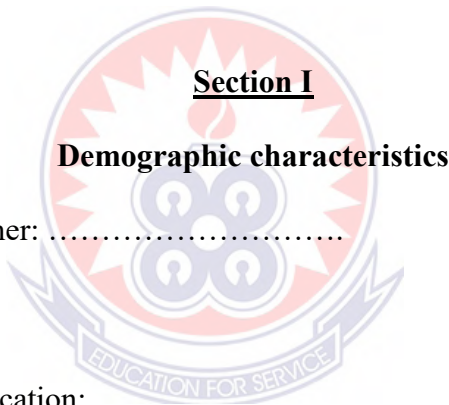 Section I
Demographic characteristics
ner: ………………………….
EDUCATION FOR SERVICE
cation: